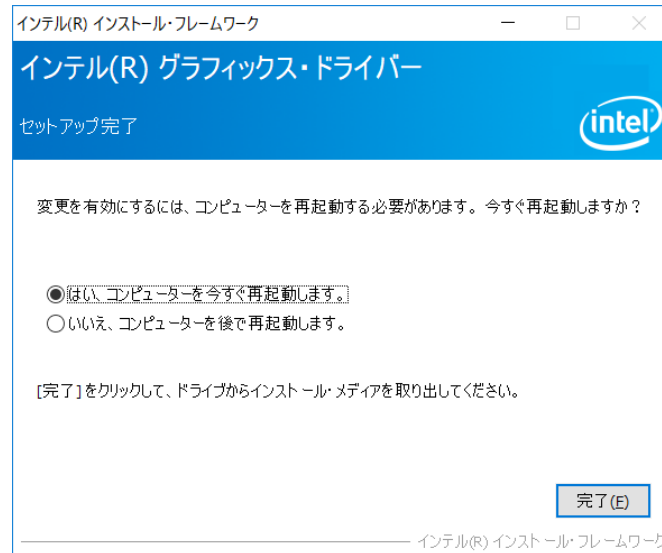 インテル(R) インストール・フレームワーク
インテル(R) グラフィックス・ドライバー
セットアップ完了
intel
変更を有効にするには、コンピューターを再起動する必要があります。今すぐ再起動しますか？
はい、コンピューターを今すぐ再起動します。
いいえ、コンピューターを後で再起動します。
[完了]をクリックして、ドライブからインストール・メディアを取り出してください。
完了(F)
インテル(R) インストール・フレームワーク